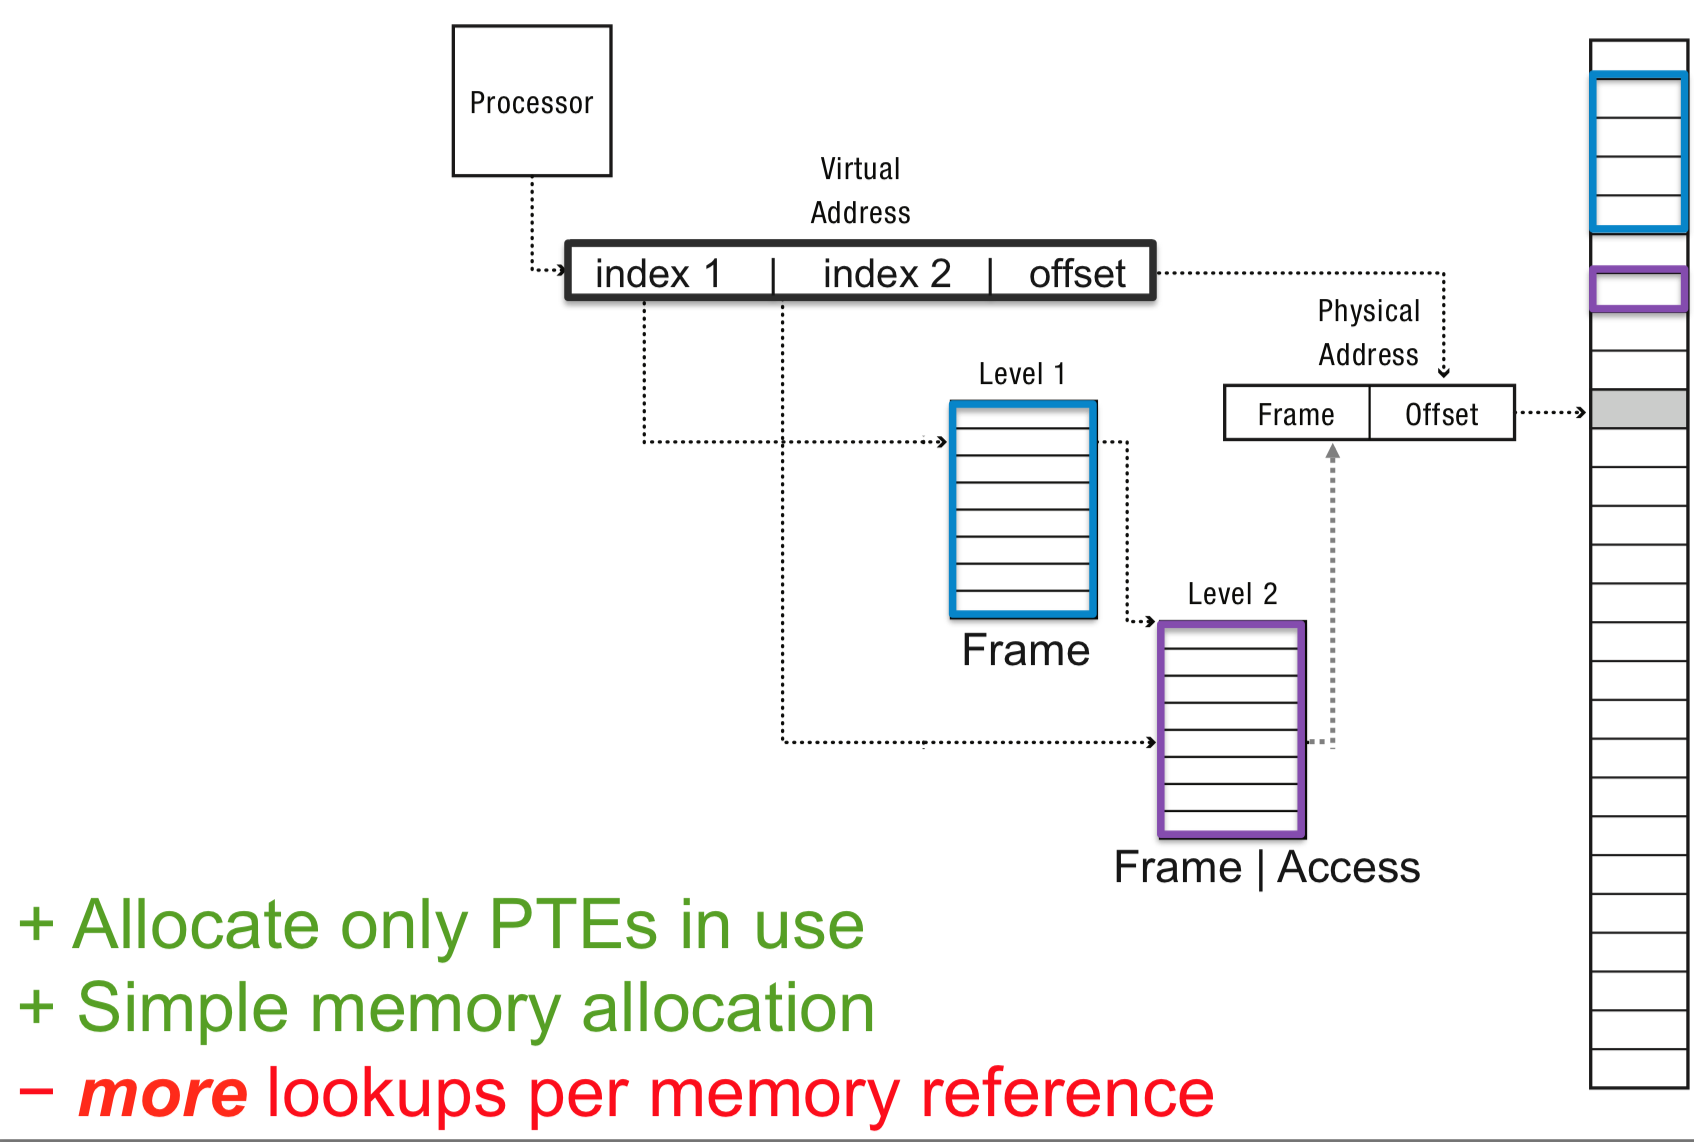 Processor
Virtual
Address
index 1 | index 2 | offset
Physical
Address
Level 1
Frame
Offset
Level 2
Frame
Frame | Access
+ Allocate only PTEs in use
+ Simple memory allocation
− more lookups per memory reference